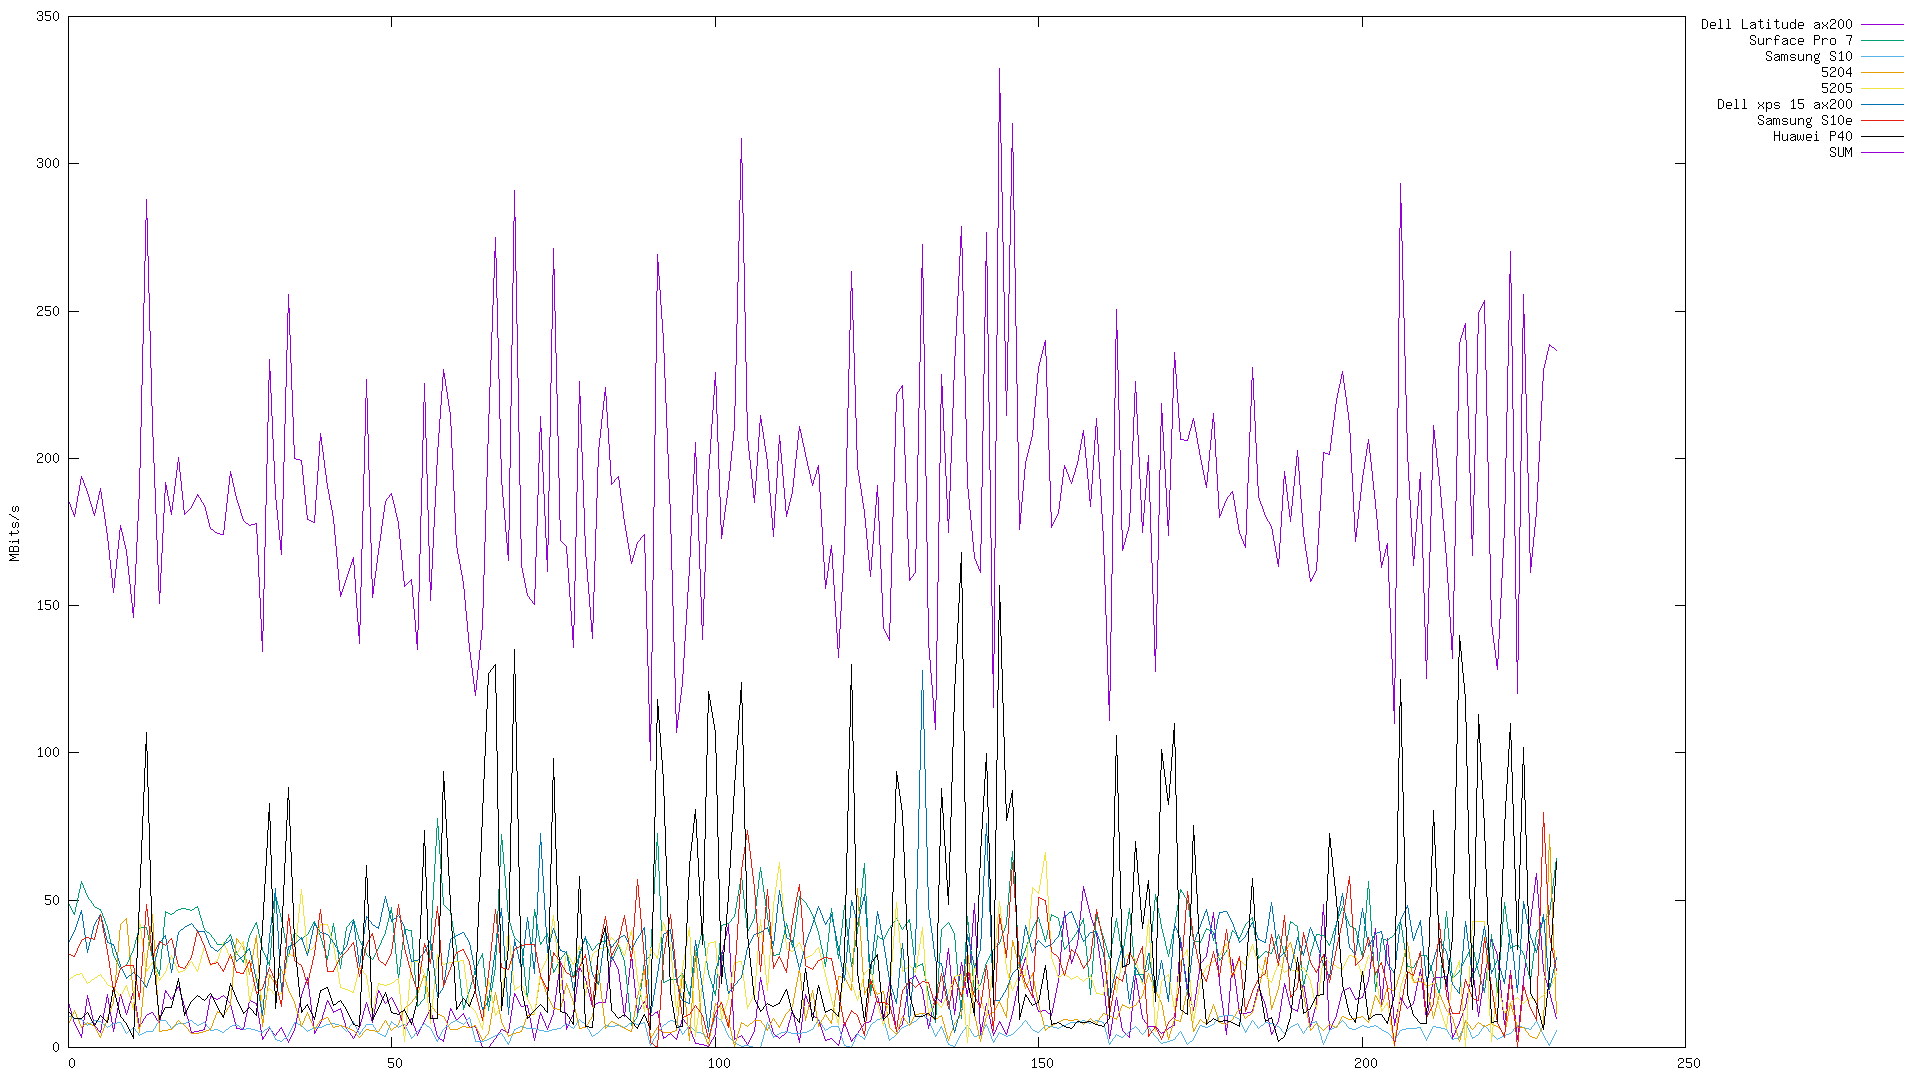 350
300
250
200
150
100
50
0
MBits/s
0 50 100 150 200 250
Dell Latitude ax200
Surface Pro 7
Samsung S10
5204
5205
Dell xps 15 ax200
Samsung S10e
Huawei P40
SUM